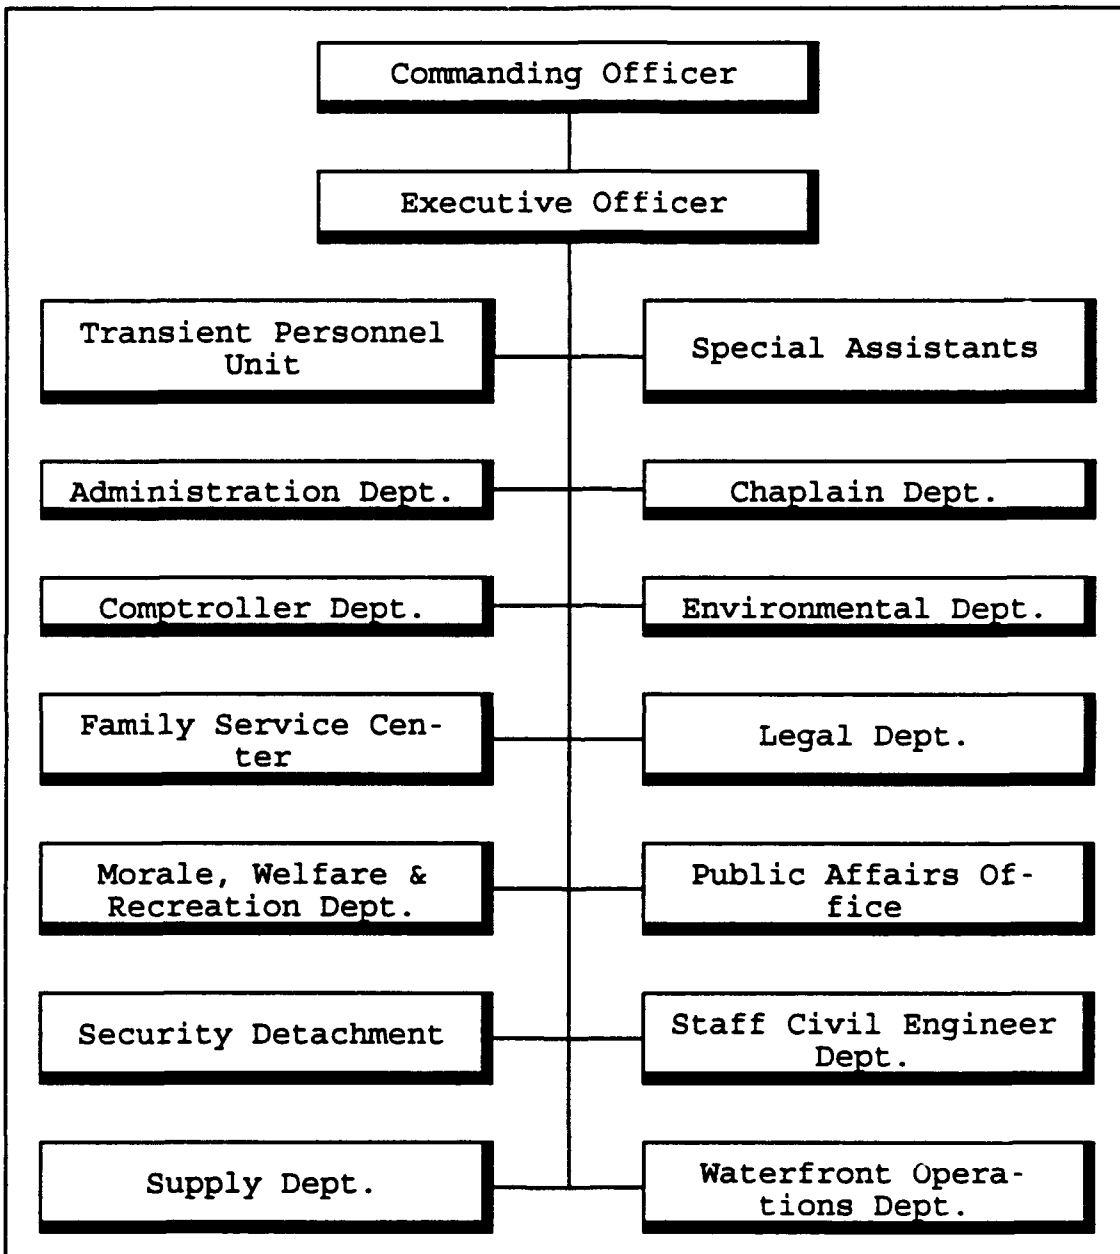 Commanding Officer
Executive Officer
Transient Personnel
Unit
Special Assistants
Administration Dept.
Chaplain Dept.
Comptroller Dept.
Environmental Dept.
Family Service Cen-
ter
Legal Dept.
Morale, Welfare &
Recreation Dept.
Public Affairs Of-
fice
Security Detachment
Staff Civil Engineer
Dept.
Supply Dept.
Waterfront Opera-
tions Dept.